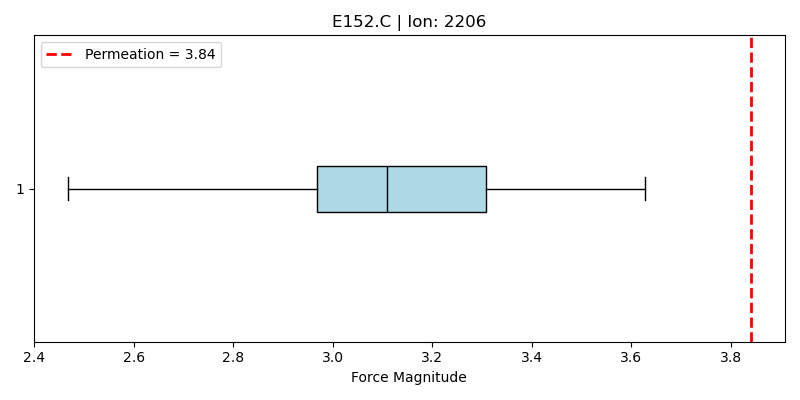 E152.C | Ion: 2206
Permeation = 3.84
1
2.4 2.6 2.8 3.0 3.2 3.4 3.6 3.8
Force Magnitude